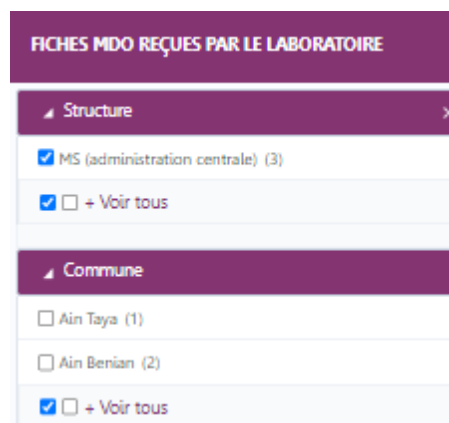 FICHES MDO REÇUES PAR LE LABORATOIRE
Structure
MS (administration centrale) (3)
+ Voir tous
Commune
Ain Taya (1)
Ain Benian (2)
+ Voir tous